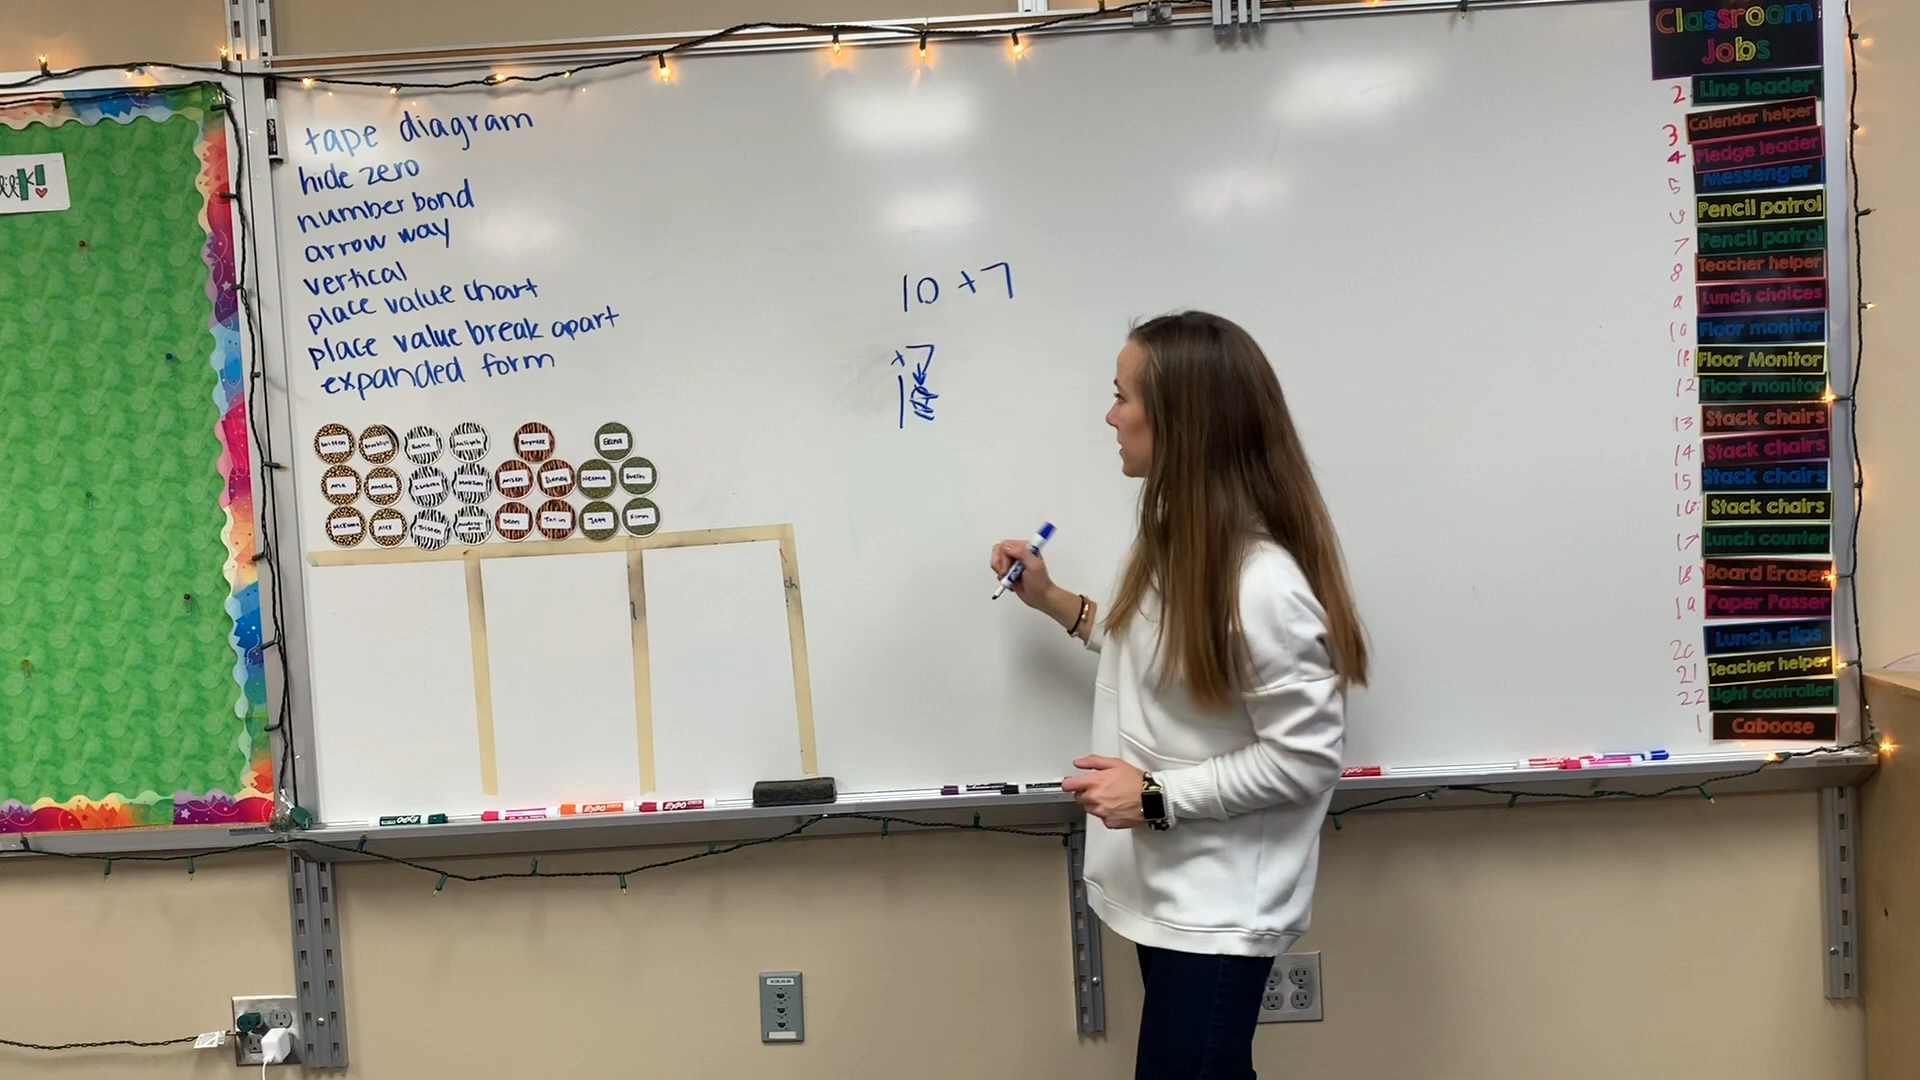 tape diagram
hide zero
number bond
arrow way
vertical
place value chart
place value break apart
expanded form
10 + 7
+7
1
Classroom
Jobs
2 Line leader
3 Calendar helper
4 Pledge leader
5 Messenger
6 Pencil patrol
7 Pencil patrol
8 Teacher helper
9 Lunch choices
10 Floor monitor
11 Floor Monitor
12 Floor monitor
13 Stack chairs
14 Stack chairs
15 Stack chairs
16 Stack chairs
17 Lunch counter
18 Board Eraser
19 Paper Passer
20 Lunch clips
21 Teacher helper
22 Light controller
1 Caboose
EXPO
EXPO
EXPO